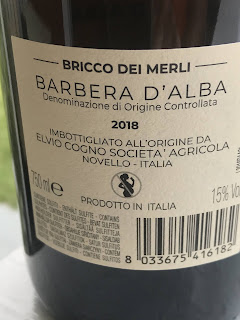 BRICCO DEI MERLI
BARBERA D'ALBA
Denominazione di Origine Controllata
2018
IMBOTTIGLIATO ALL'ORIGINE DA
ELVIO COGNO SOCIETA' AGRICOLA
NOVELLO - ITALIA
750 ml e
PRODOTTO IN ITALIA
15% Vo
8 033675 416182